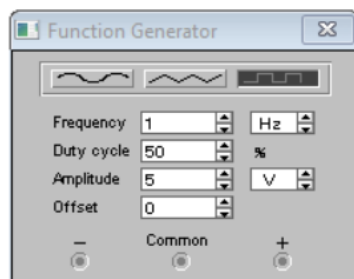 Function Generator
Frequency 1 Hz
Duty cycle 50 %
Amplitude 5 V
Offset 0
− Common +